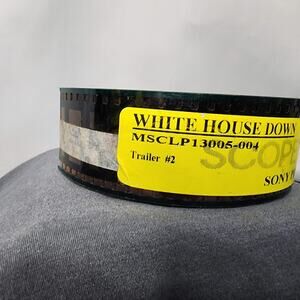 WHITE HOUSE DOWN
MSCLP13005-004
Trailer #2
SCOPE
SONY